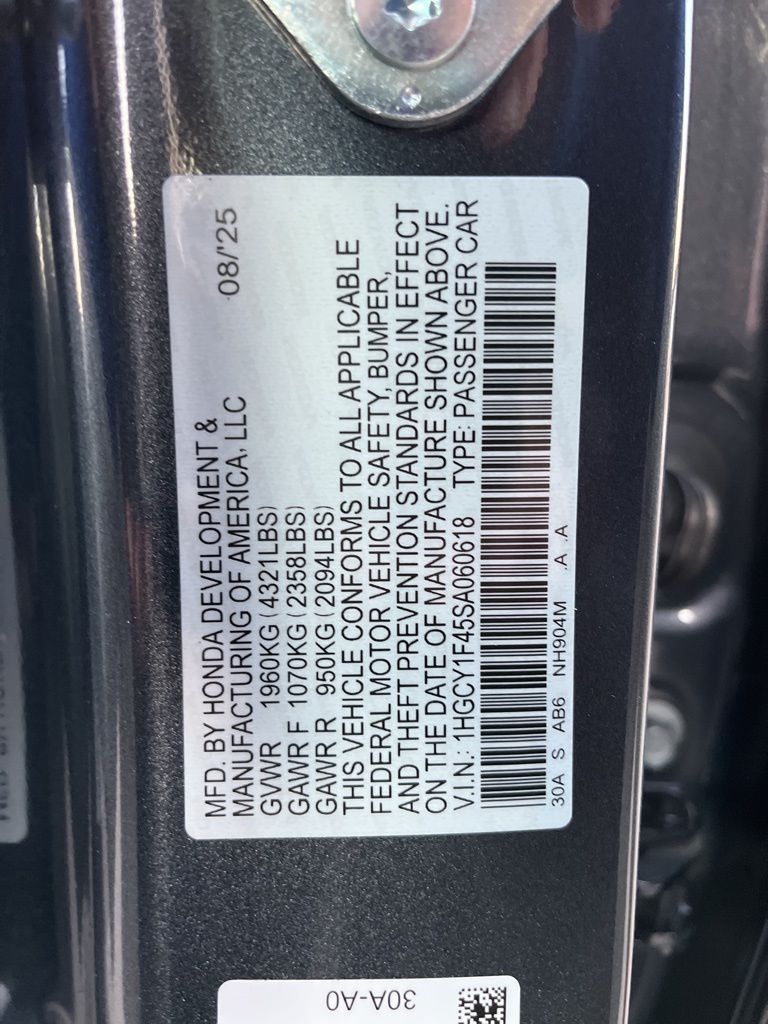 MFD. BY HONDA DEVELOPMENT &
MANUFACTURING OF AMERICA, LLC 08/'25
GVWR 1960KG (4321LBS)
GAWR F 1070KG (2358LBS)
GAWR R 950KG (2094LBS)
THIS VEHICLE CONFORMS TO ALL APPLICABLE
FEDERAL MOTOR VEHICLE SAFETY, BUMPER,
AND THEFT PREVENTION STANDARDS IN EFFECT
ON THE DATE OF MANUFACTURE SHOWN ABOVE.
V.I.N.: 1HGCY1F45SA060618 TYPE: PASSENGER CAR
30A S AB6 NH904M .A .A
30A-A0